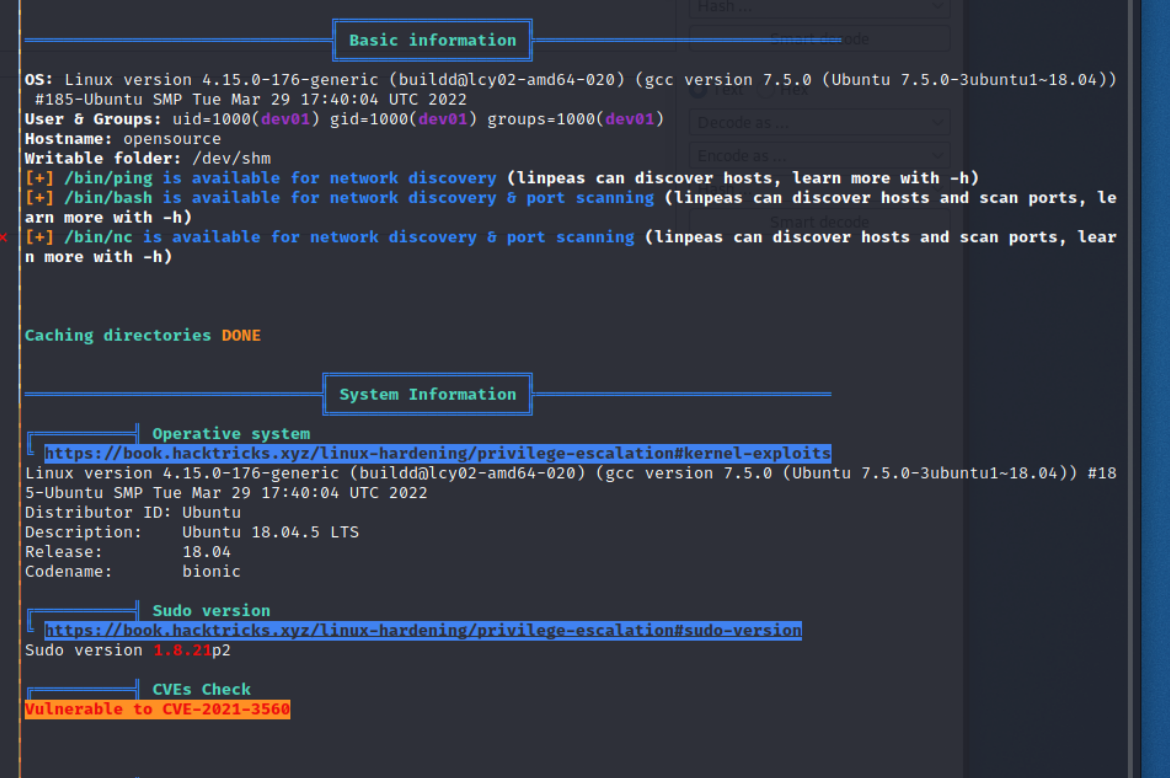 Hash ...
Basic information
Smart decode
OS: Linux version 4.15.0-176-generic (buildd@lcy02-amd64-020) (gcc version 7.5.0 (Ubuntu 7.5.0-3ubuntu1~18.04))
#185-Ubuntu SMP Tue Mar 29 17:40:04 UTC 2022
Hex
User & Groups: uid=1000(dev01) gid=1000(dev01) groups=1000(dev01)
Decode as ...
Hostname: opensource
Writable folder: /dev/shm
Encode as ...
[+] /bin/ping is available for network discovery (linpeas can discover hosts, learn more with -h)
[+] /bin/bash is available for network discovery & port scanning (linpeas can discover hosts and scan ports, le
arn more with -h)
Smart decode
[+] /bin/nc is available for network discovery & port scanning (linpeas can discover hosts and scan ports, lear
n more with -h)
Caching directories DONE
System Information
Operative system
https://book.hacktricks.xyz/linux-hardening/privilege-escalation#kernel-exploits
Linux version 4.15.0-176-generic (buildd@lcy02-amd64-020) (gcc version 7.5.0 (Ubuntu 7.5.0-3ubuntu1~18.04)) #18
5-Ubuntu SMP Tue Mar 29 17:40:04 UTC 2022
Distributor ID: Ubuntu
Description: Ubuntu 18.04.5 LTS
Release: 18.04
Codename: bionic
Sudo version
https://book.hacktricks.xyz/linux-hardening/privilege-escalation#sudo-version
Sudo version 1.8.21p2
CVEs Check
Vulnerable to CVE-2021-3560